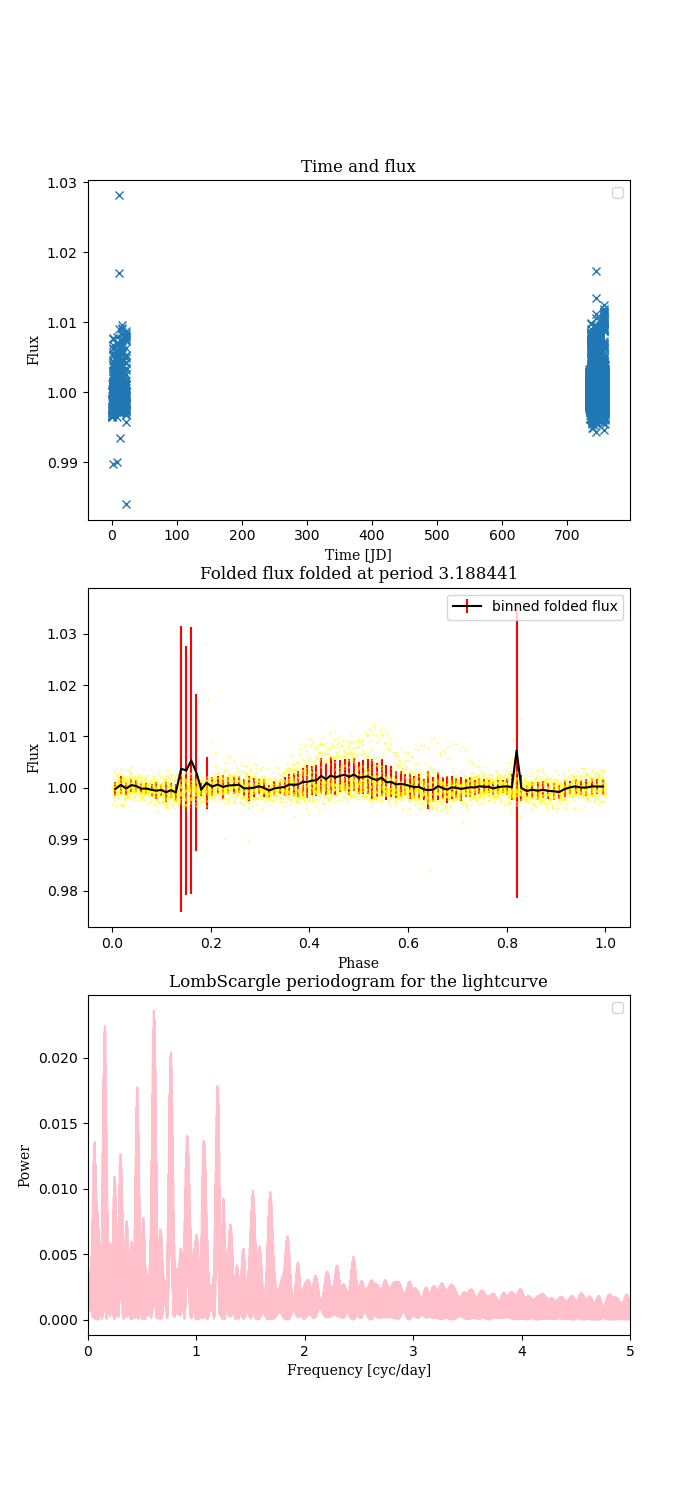 Time and flux
1.03
1.02
1.01
1.00
0.99
Flux
0 100 200 300 400 500 600 700
Time [JD]
Folded flux folded at period 3.188441
binned folded flux
1.03
1.02
1.01
1.00
0.99
0.98
Flux
0.0 0.2 0.4 0.6 0.8 1.0
Phase
LombScargle periodogram for the lightcurve
0.020
0.015
0.010
0.005
0.000
Power
0 1 2 3 4 5
Frequency [cyc/day]